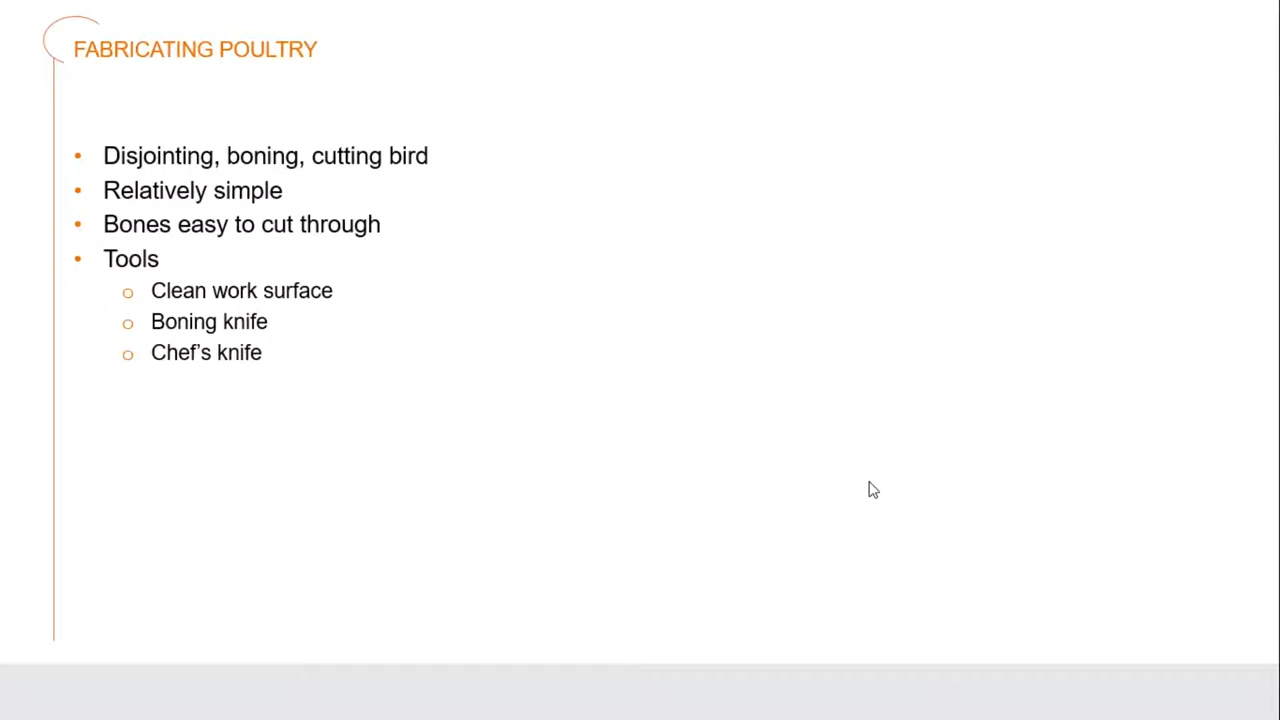 FABRICATING POULTRY
• Disjointing, boning, cutting bird
• Relatively simple
• Bones easy to cut through
• Tools
o Clean work surface
o Boning knife
o Chef’s knife